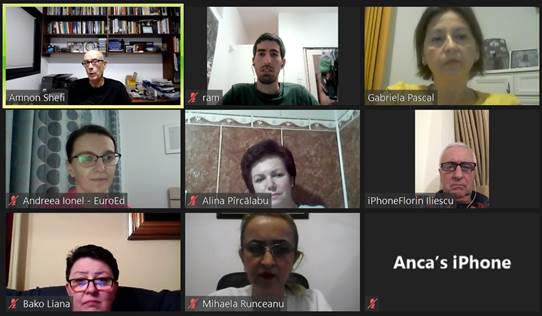 Amnon Shefi
ram
Gabriela Pascal
Andreea Ionel - EuroEd
Alina Pîrcălabu
iPhoneFlorin Iliescu
Bako Liana
Mihaela Runceanu
Anca's iPhone